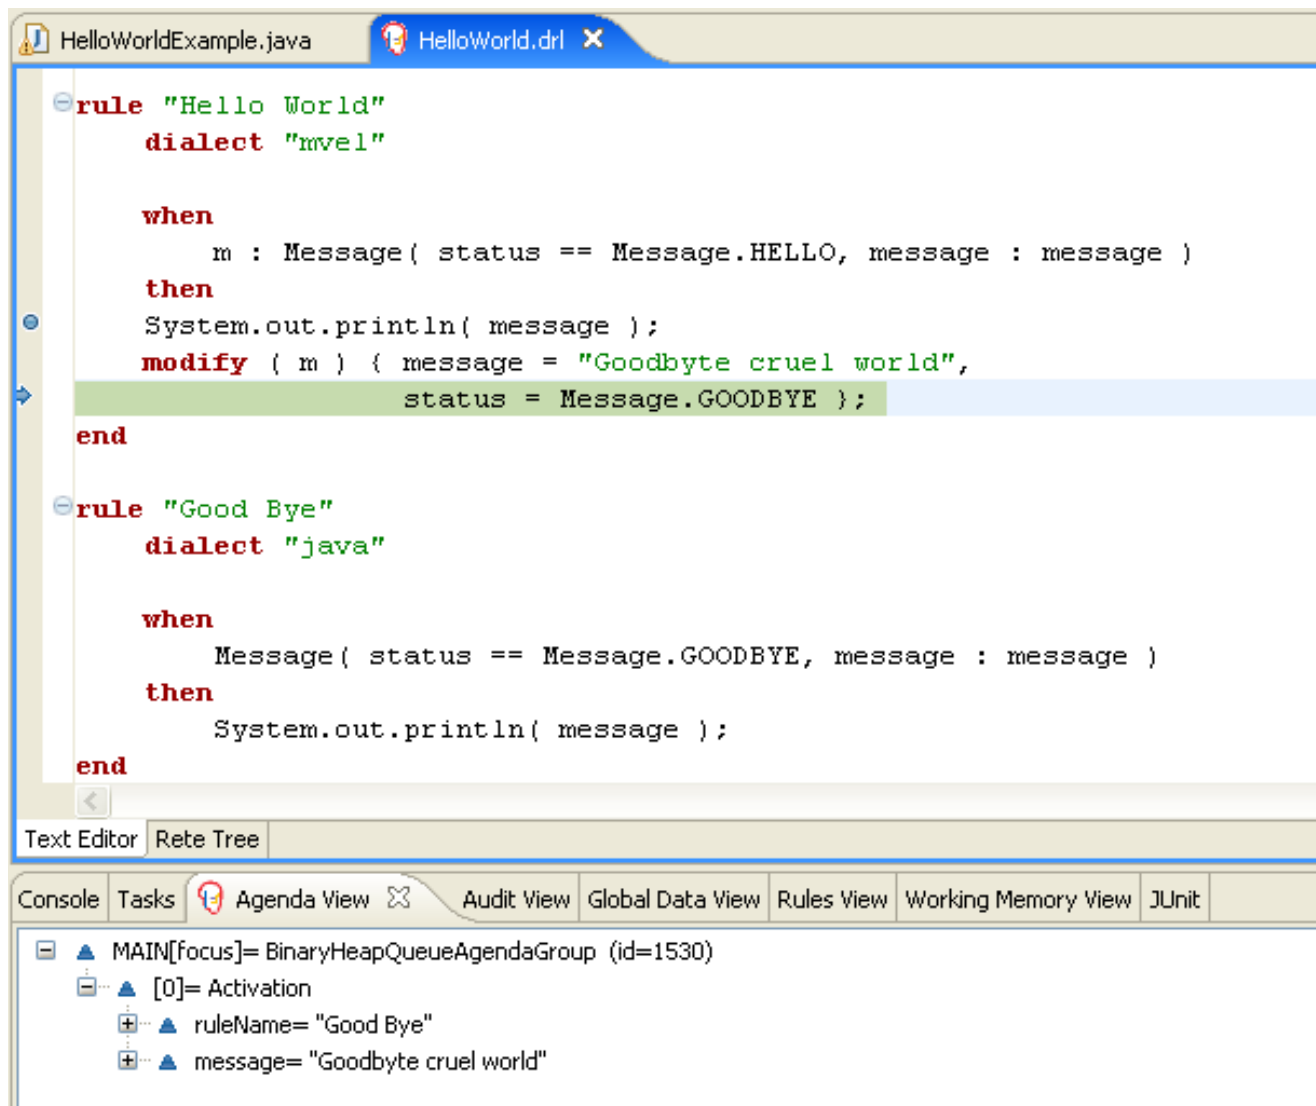 HelloWorldExample.java HelloWorld.drl
rule "Hello World"
dialect "mvel"
when
m : Message( status == Message.HELLO, message : message )
then
System.out.println( message );
modify ( m ) { message = "Goodbyte cruel world",
status = Message.GOODBYE };
end
rule "Good Bye"
dialect "java"
when
Message( status == Message.GOODBYE, message : message )
then
System.out.println( message );
end
Text Editor Rete Tree
Console Tasks Agenda View Audit View Global Data View Rules View Working Memory View JUnit
MAIN[focus]= BinaryHeapQueueAgendaGroup (id=1530)
[0]= Activation
ruleName= "Good Bye"
message= "Goodbyte cruel world"